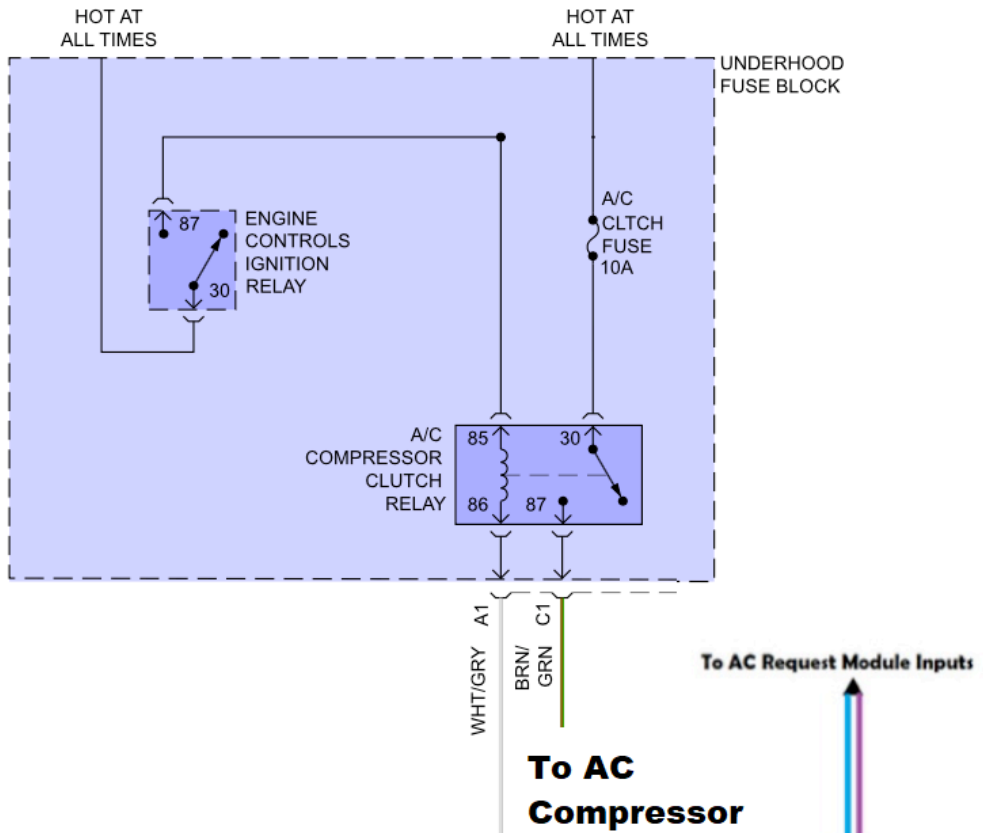 HOT AT
ALL TIMES
HOT AT
ALL TIMES
UNDERHOOD
FUSE BLOCK
87
30
ENGINE
CONTROLS
IGNITION
RELAY
A/C
CLTCH
FUSE
10A
A/C
COMPRESSOR
CLUTCH
RELAY
85
30
86
87
A1
C1
WHT/GRY
BRN/
GRN
To AC Request Module Inputs
To AC
Compressor